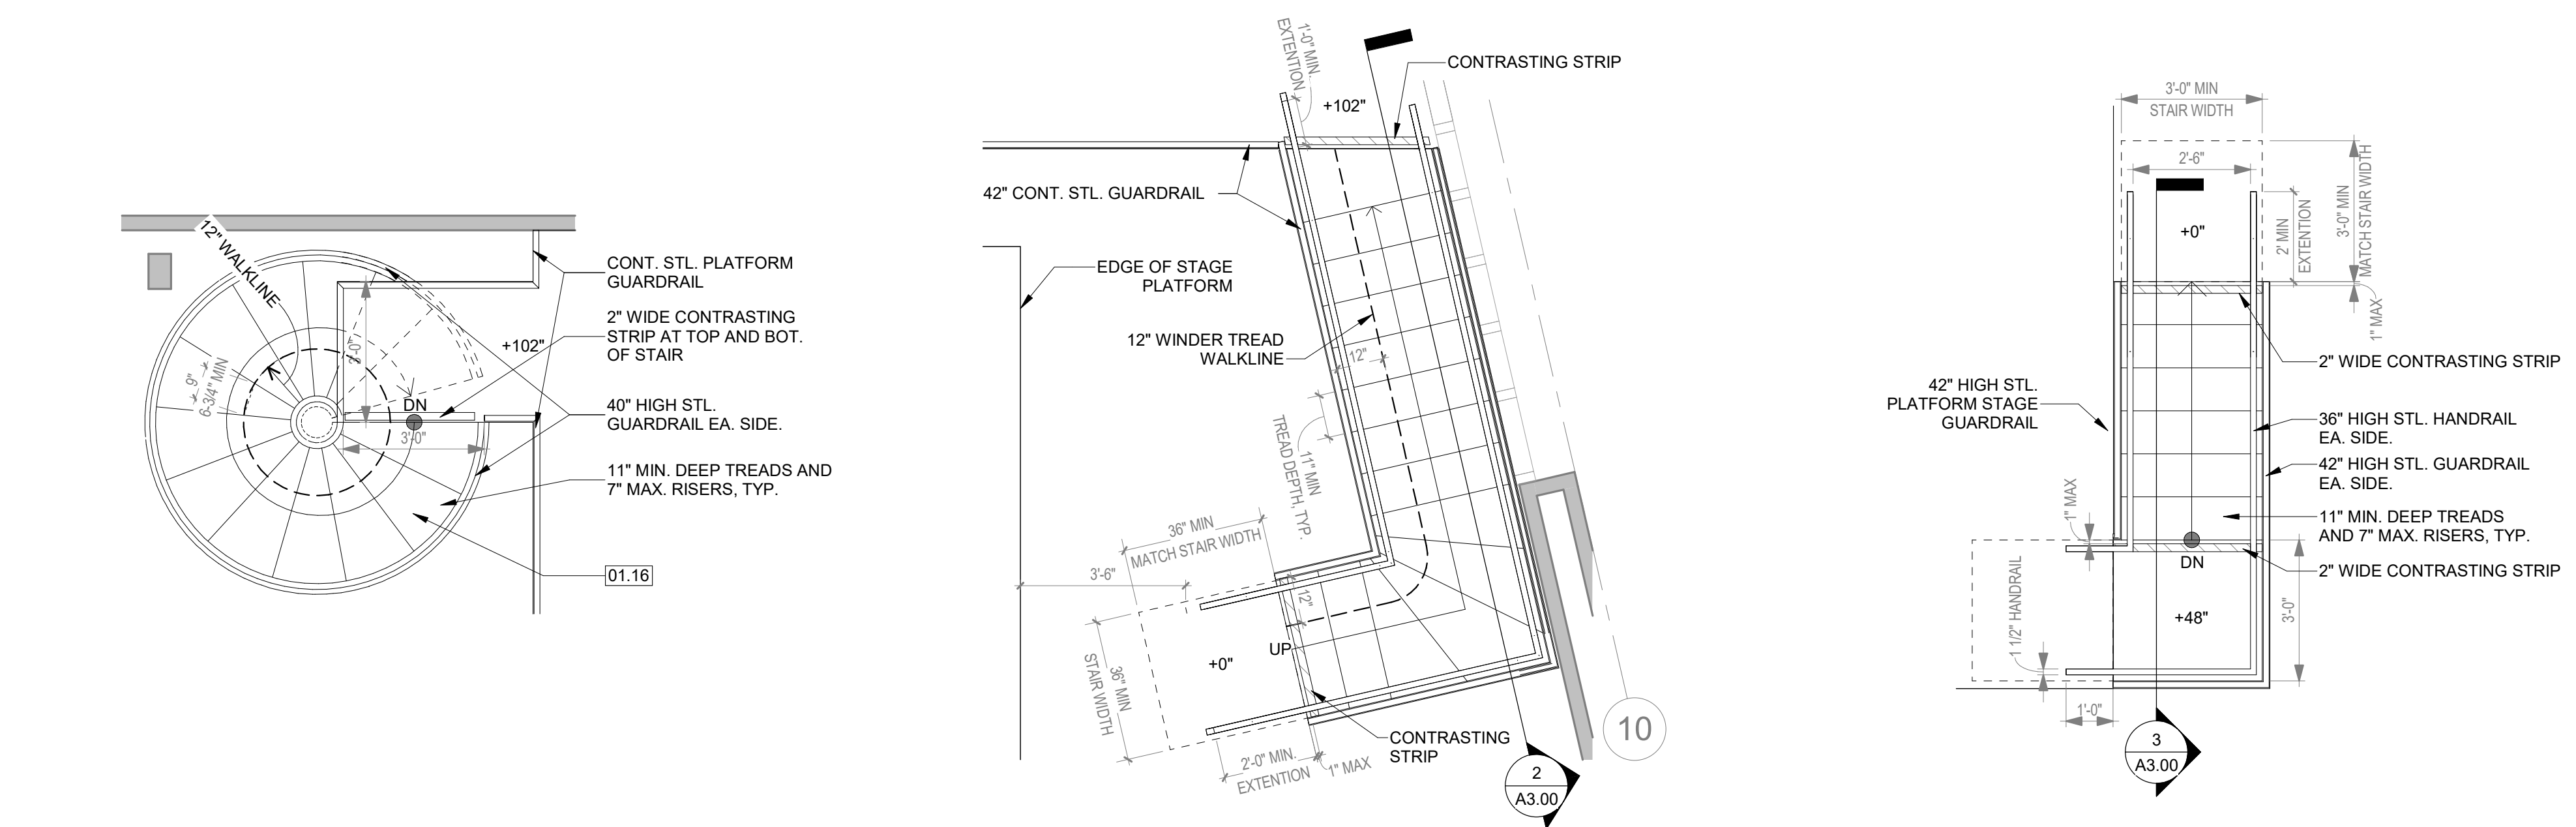 12" WALKLINE
9"
6-3/4" MIN
3'-0"
+102"
DN
3'-0"
CONT. STL. PLATFORM
GUARDRAIL
2" WIDE CONTRASTING
STRIP AT TOP AND BOT.
OF STAIR
40" HIGH STL.
GUARDRAIL EA. SIDE.
11" MIN. DEEP TREADS AND
7" MAX. RISERS, TYP.
01.16
1'-0" MIN.
EXTENTION
+102"
CONTRASTING STRIP
42" CONT. STL. GUARDRAIL
EDGE OF STAGE
PLATFORM
12" WINDER TREAD
WALKLINE
12"
11" MIN
TREAD DEPTH, TYP.
36" MIN
MATCH STAIR WIDTH
3'-6"
12"
UP
+0"
36" MIN
STAIR WIDTH
CONTRASTING
STRIP
2'-0" MIN.
EXTENTION
1" MAX
2
A3.00
10
3'-0" MIN
STAIR WIDTH
2'-6"
+0"
2' MIN
EXTENTION
3'-0" MIN
MATCH STAIR WIDTH
1" MAX
2" WIDE CONTRASTING STRIP
42" HIGH STL.
PLATFORM STAGE
GUARDRAIL
36" HIGH STL. HANDRAIL
EA. SIDE.
42" HIGH STL. GUARDRAIL
EA. SIDE.
1" MAX
11" MIN. DEEP TREADS
AND 7" MAX. RISERS, TYP.
DN
2" WIDE CONTRASTING STRIP
1 1/2" HANDRAIL
+48"
3'-0"
1'-0"
3
A3.00